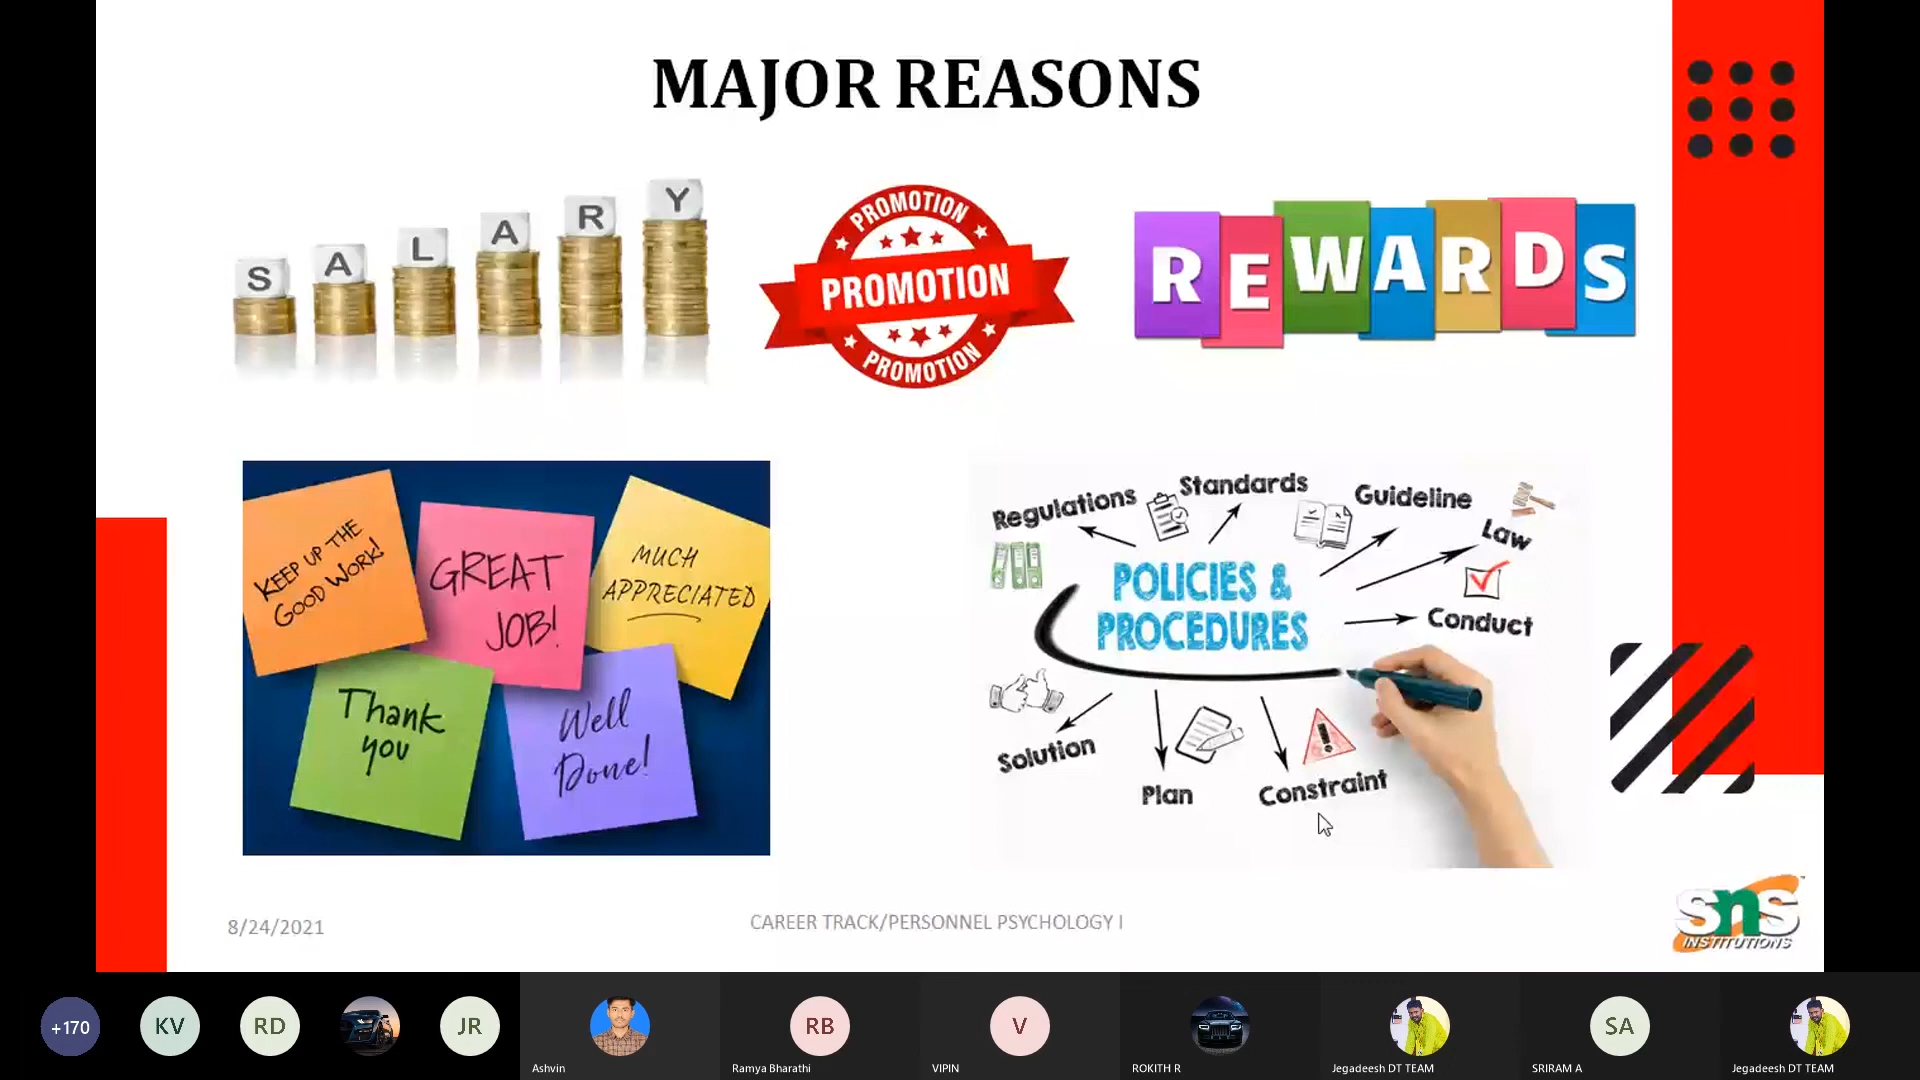 MAJOR REASONS
SALARY
PROMOTION
PROMOTION
PROMOTION
REWARDS
KEEP UP THE
GOOD WORK!
GREAT
JOB!
MUCH
APPRECIATED
Thank
you
Well
Done!
Regulations
Standards
Guideline
Law
POLICIES &
PROCEDURES
Conduct
Solution
Plan
Constraint
8/24/2021
CAREER TRACK/PERSONNEL PSYCHOLOGY I
sns
INSTITUTIONS
+170
KV
RD
JR
RB
V
SA
Ashvin
Ramya Bharathi
VIPIN
ROKITH R
Jegadeesh DT TEAM
SRIRAM A
Jegadeesh DT TEAM